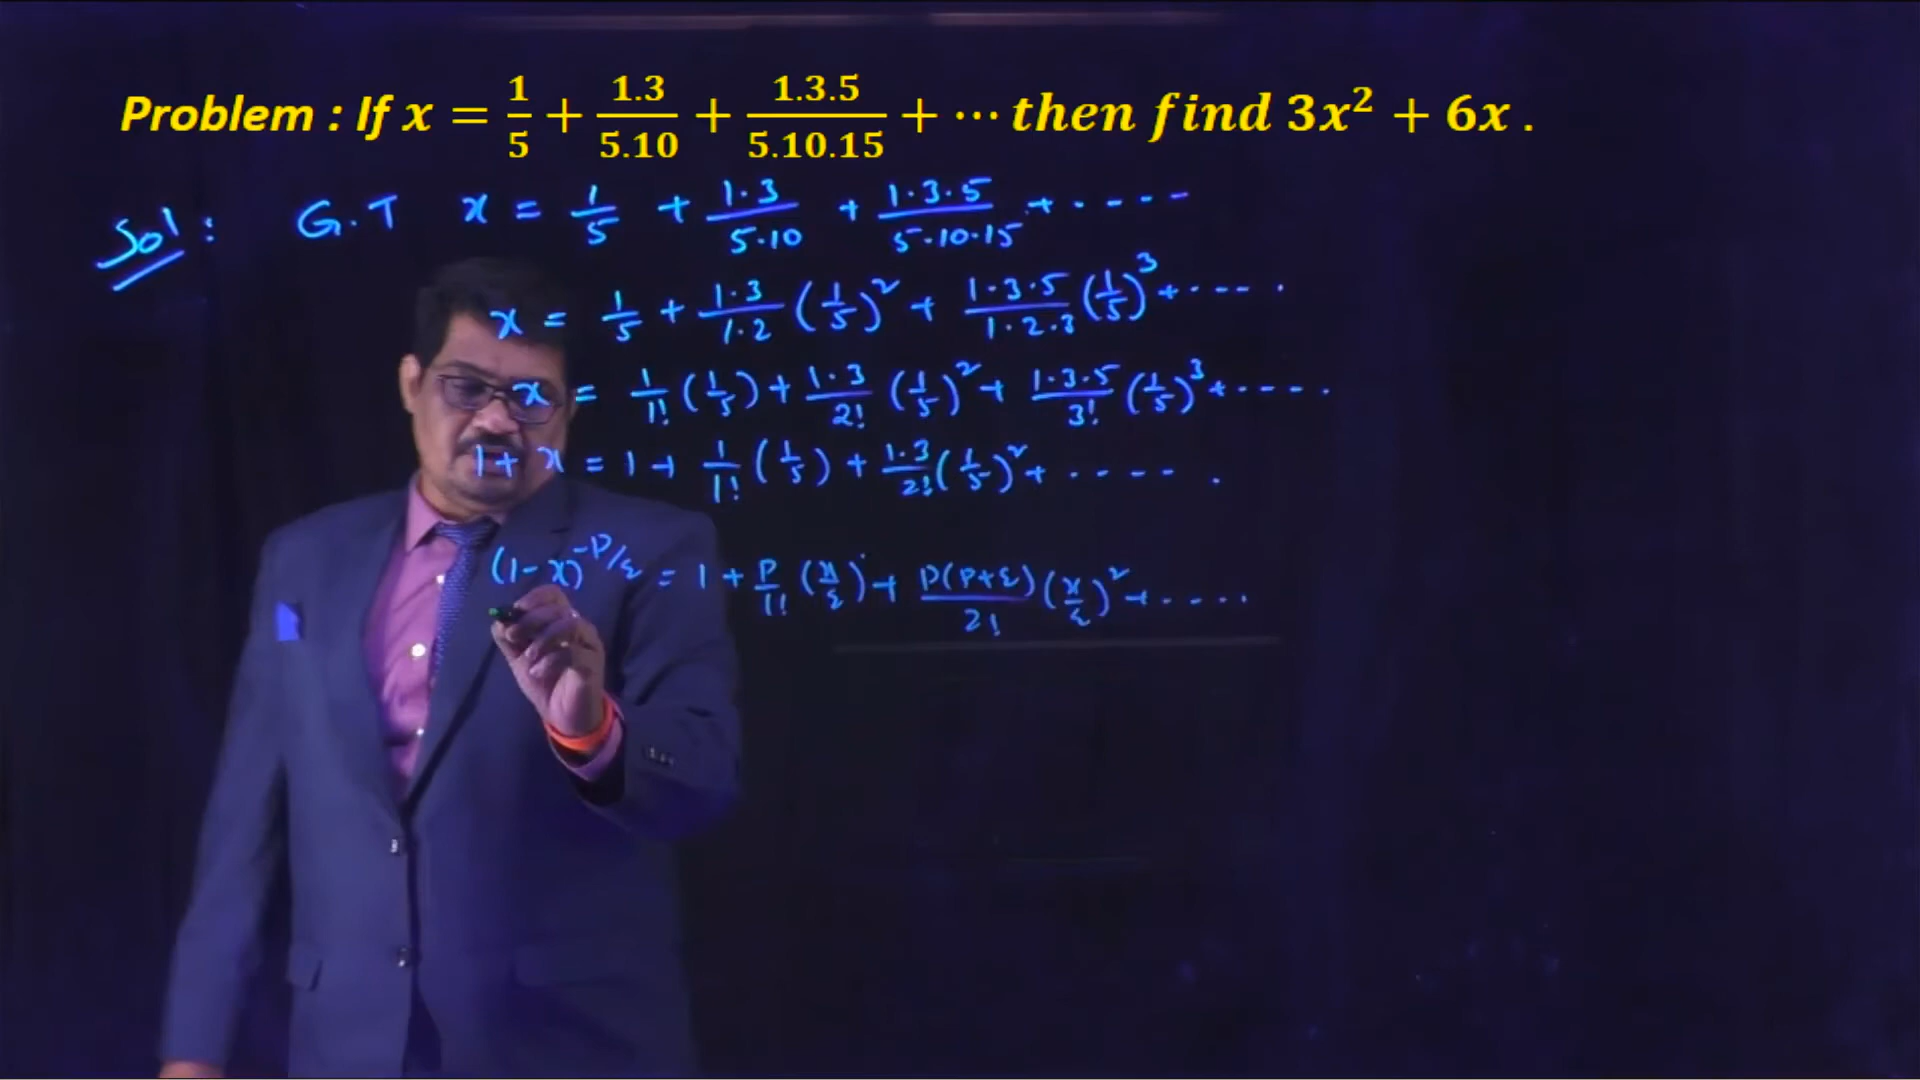 Problem : If x = 1/5 + 1.3/5.10 + 1.3.5/5.10.15 + ⋯ then find 3x² + 6x .
Sol : G.T x = 1/5 + 1·3/5·10 + 1·3·5/5·10·15 + ·----
x = 1/5 + 1·3/1·2 (1/5)² + 1·3·5/1·2·3 (1/5)³ + ·--- .
x = 1/1! (1/5) + 1·3/2! (1/5)² + 1·3·5/3! (1/5)³ + ·--- .
1 + x = 1 + 1/1! (1/5) + 1·3/2! (1/5)² + ·---- .
(1-x)^(-P/q) = 1 + P/1! (x/q) + P(P+q)/2! (x/q)² + ·....